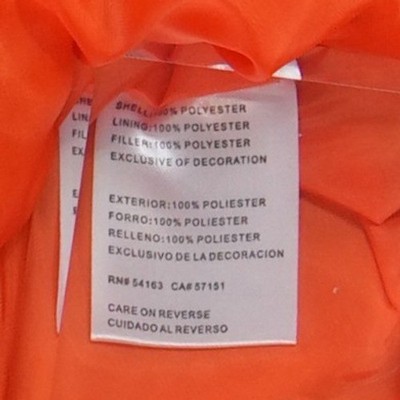 SHELL:100% POLYESTER
LINING:100% POLYESTER
FILLER:100% POLYESTER
EXCLUSIVE OF DECORATION
EXTERIOR:100% POLIESTER
FORRO:100% POLIESTER
RELLENO:100% POLIESTER
EXCLUSIVO DE LA DECORACION
RN# 54163 CA# 57151
CARE ON REVERSE
CUIDADO AL REVERSO